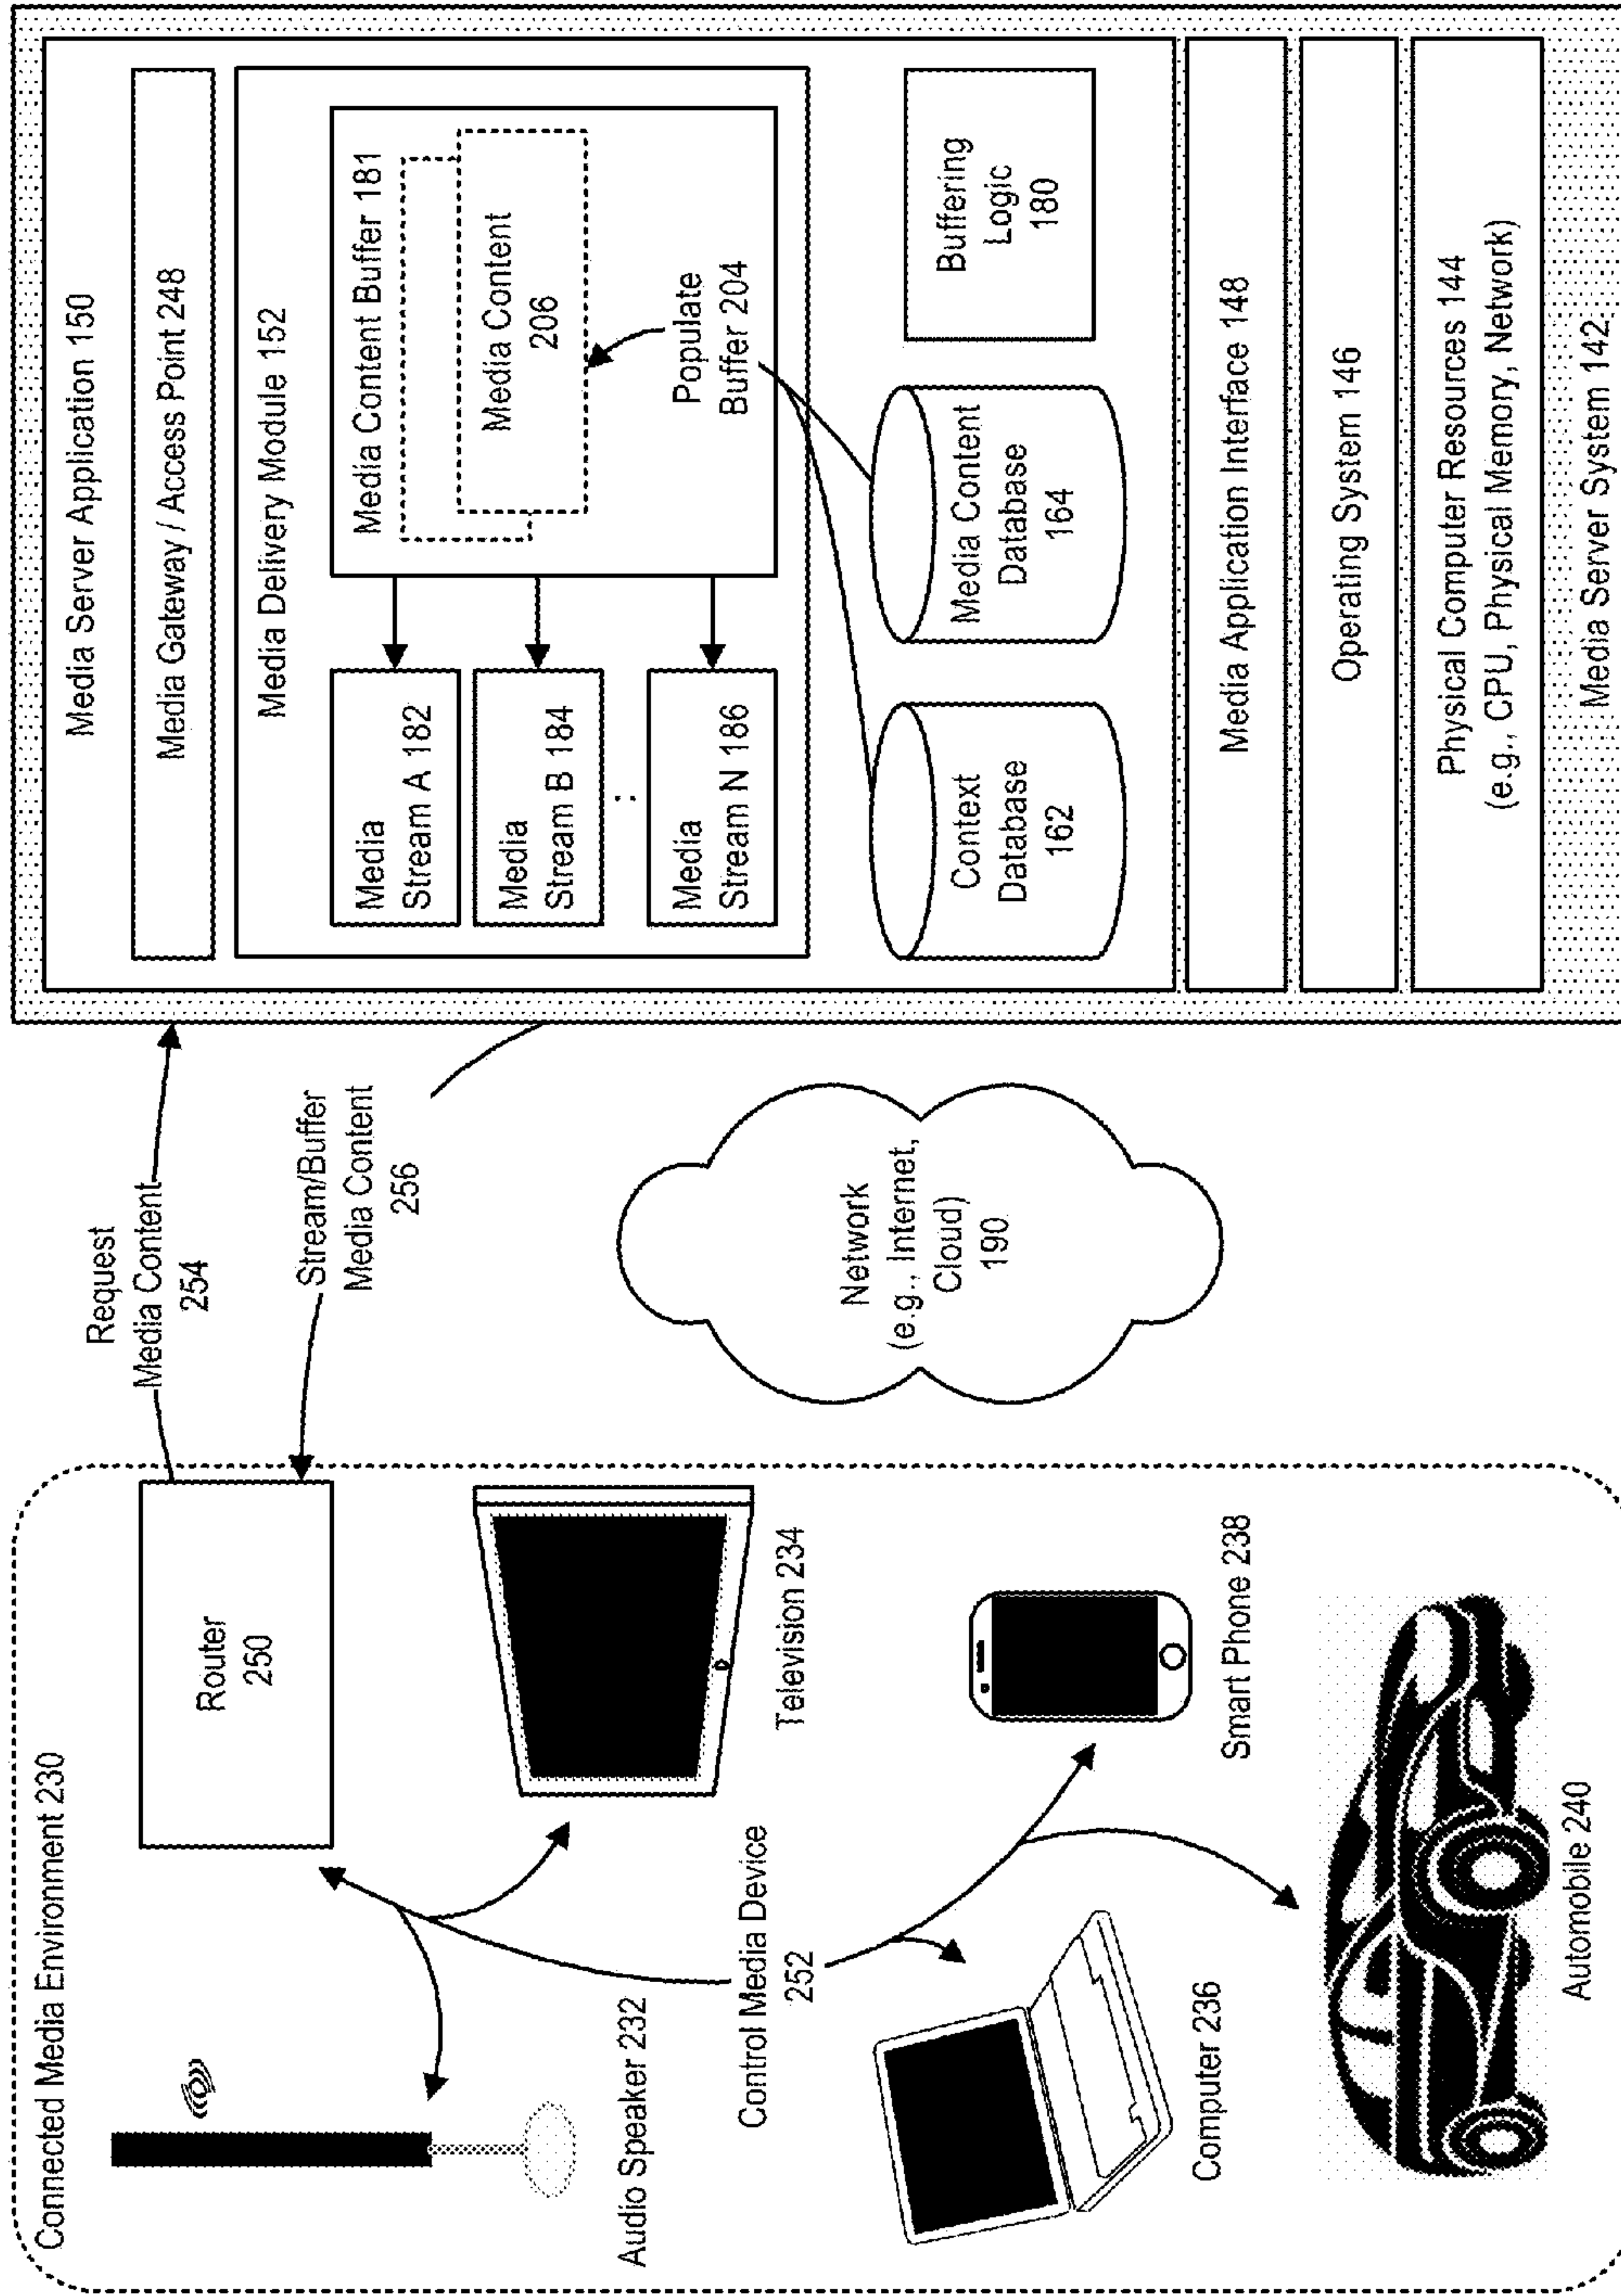 Connected Media Environment 230
Router
250
Audio Speaker 232
Television 234
Control Media Device
252
Computer 236
Smart Phone 238
Automobile 240
Request
Media Content
254
Stream/Buffer
Media Content
256
Network
(e.g., Internet,
Cloud)
190
Media Server Application 150
Media Gateway / Access Point 248
Media Delivery Module 152
Media
Stream A 182
Media
Stream B 184
:
Media
Stream N 186
Media Content Buffer 181
Media Content
206
Populate
Buffer 204
Context
Database
162
Media Content
Database
164
Buffering
Logic
180
Media Application Interface 148
Operating System 146
Physical Computer Resources 144
(e.g., CPU, Physical Memory, Network)
Media Server System 142